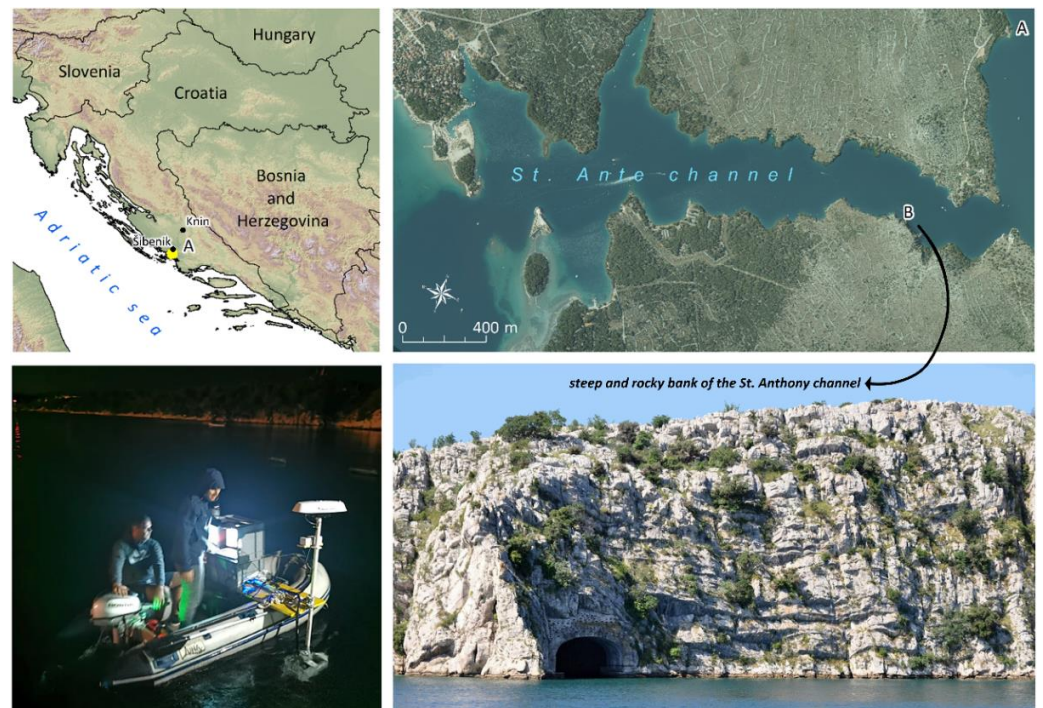 Hungary
Slovenia
Croatia
Bosnia
and
Herzegovina
Knin
Šibenik
A
Adriatic sea
A
St. Ante channel
B
0 400 m
steep and rocky bank of the St. Anthony channel